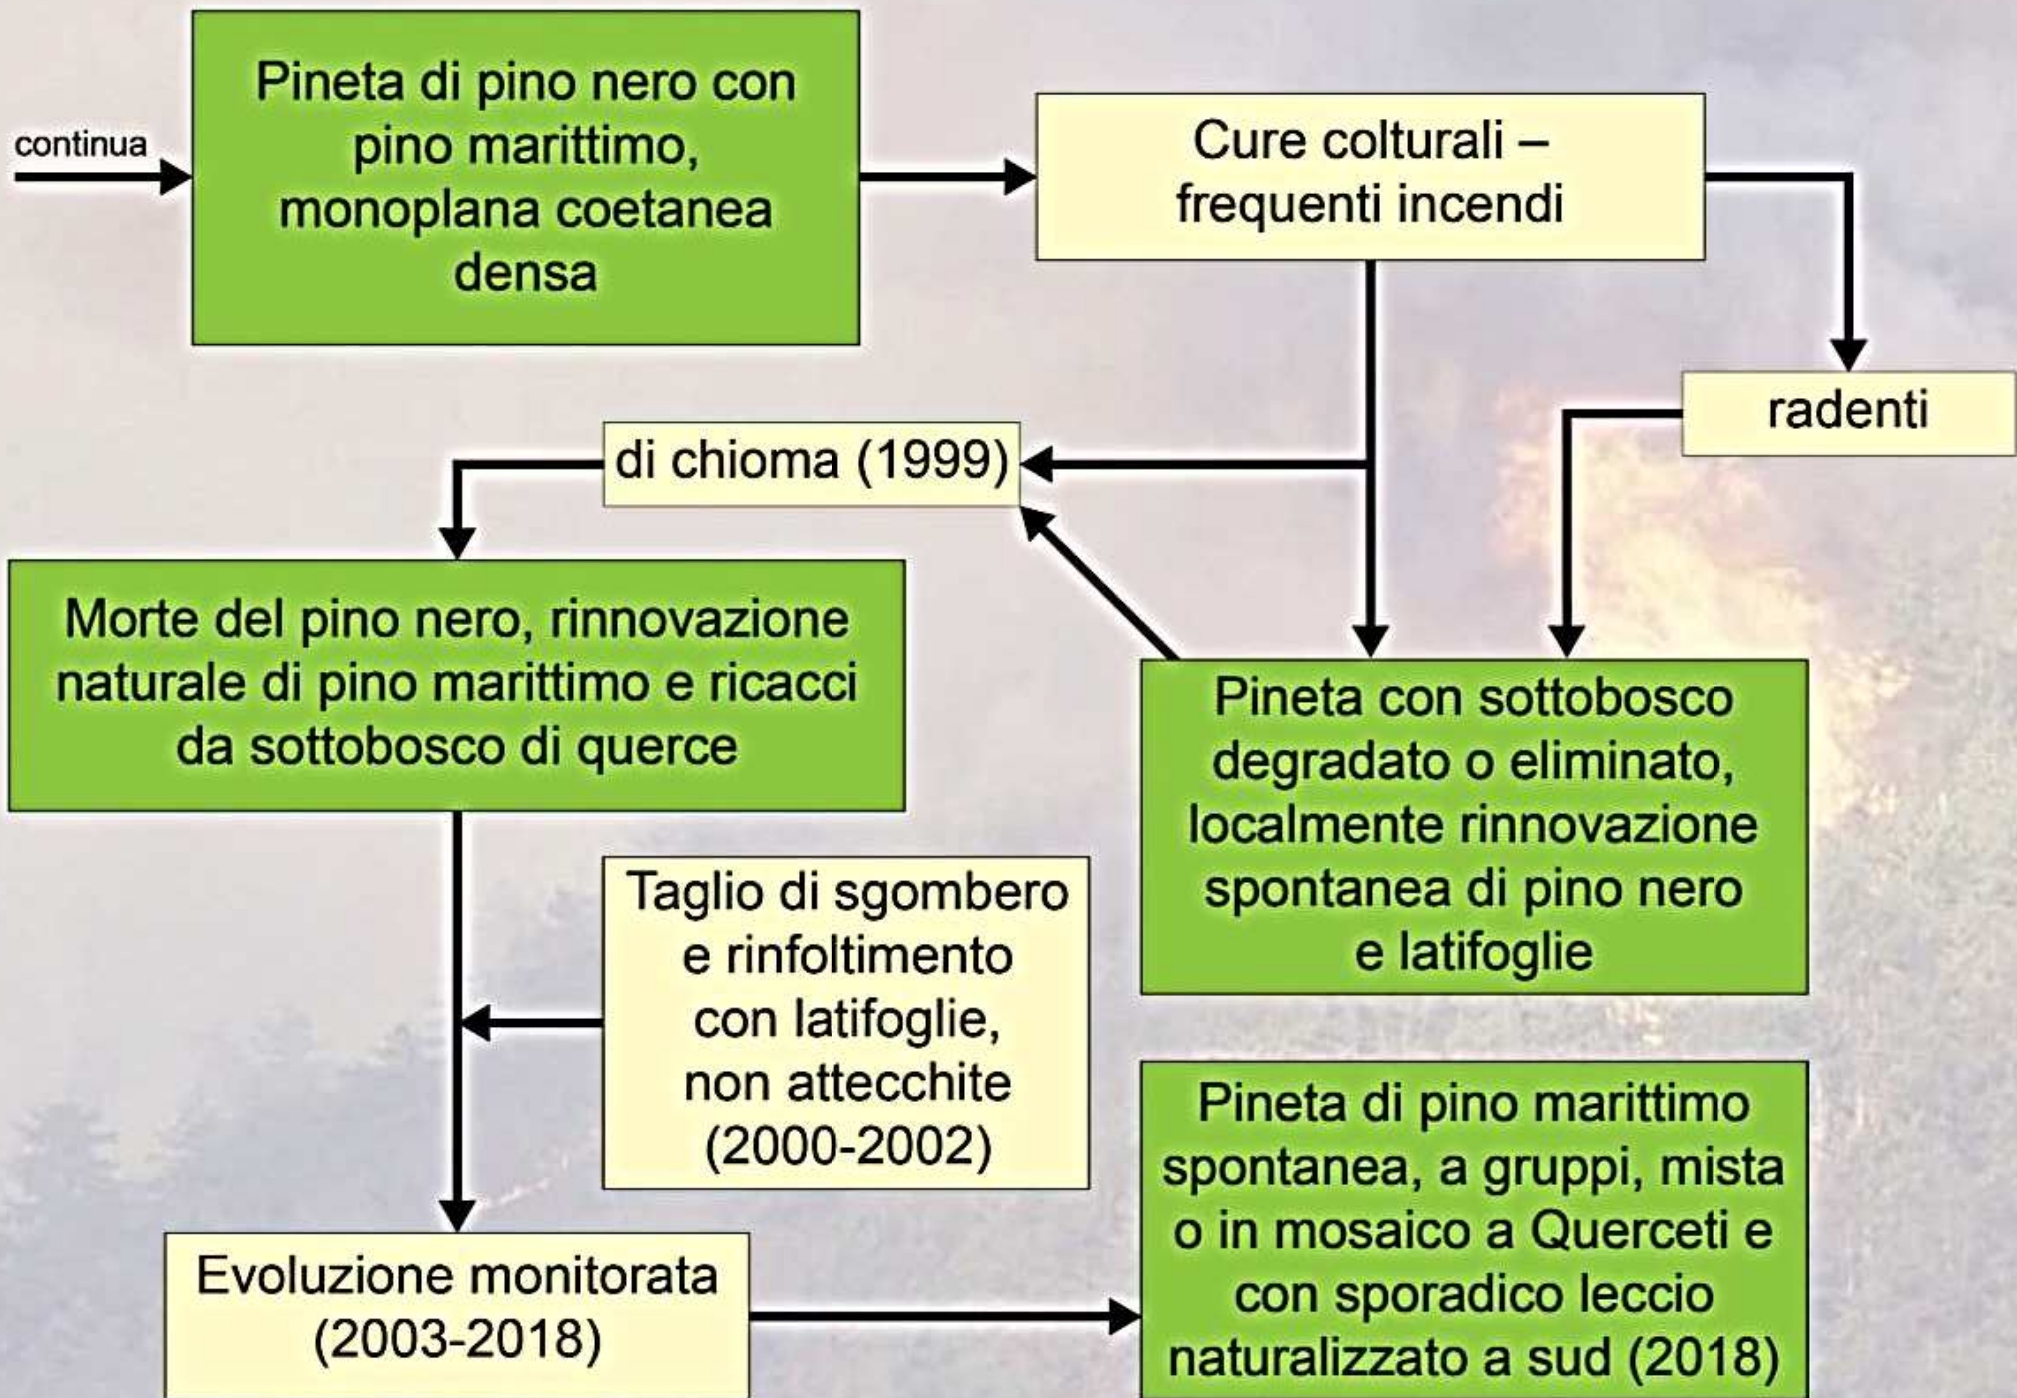 continua
Pineta di pino nero con
pino marittimo,
monoplana coetanea
densa
Cure colturali –
frequenti incendi
radenti
di chioma (1999)
Morte del pino nero, rinnovazione
naturale di pino marittimo e ricacci
da sottobosco di querce
Pineta con sottobosco
degradato o eliminato,
localmente rinnovazione
spontanea di pino nero
e latifoglie
Taglio di sgombero
e rinfoltimento
con latifoglie,
non attecchite
(2000-2002)
Evoluzione monitorata
(2003-2018)
Pineta di pino marittimo
spontanea, a gruppi, mista
o in mosaico a Querceti e
con sporadico leccio
naturalizzato a sud (2018)